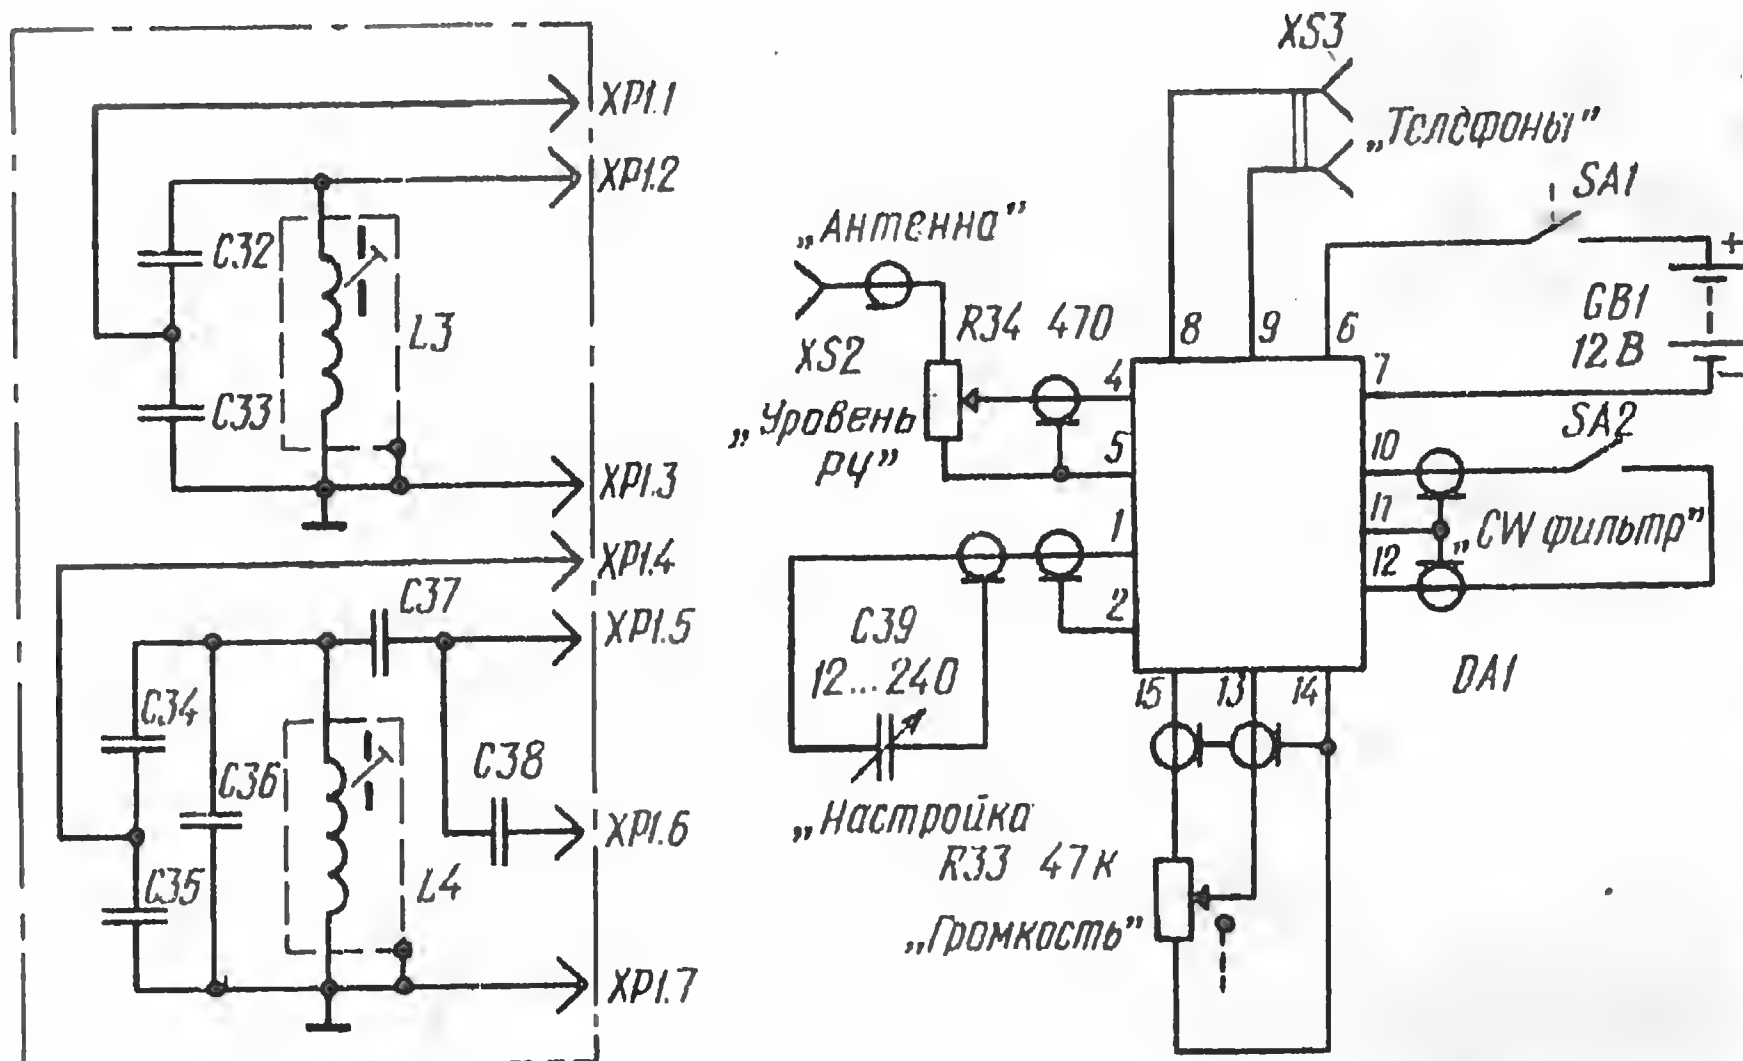 XP1.1
XP1.2
C32
C33
L3
XP1.3
XP1.4
C37
XP1.5
C34
C36
C38
XP1.6
C35
L4
XP1.7
XS3
„Телефоны”
SA1
„Антенна”
XS2
R34 470
„Уровень
РЧ”
8
9
6
+
GB1
12 В
−
4
5
1
2
7
10
11
12
SA2
„CW фильтр”
C39
12...240
„Настройка
15
13
14
DA1
R33 47к
„Громкость”